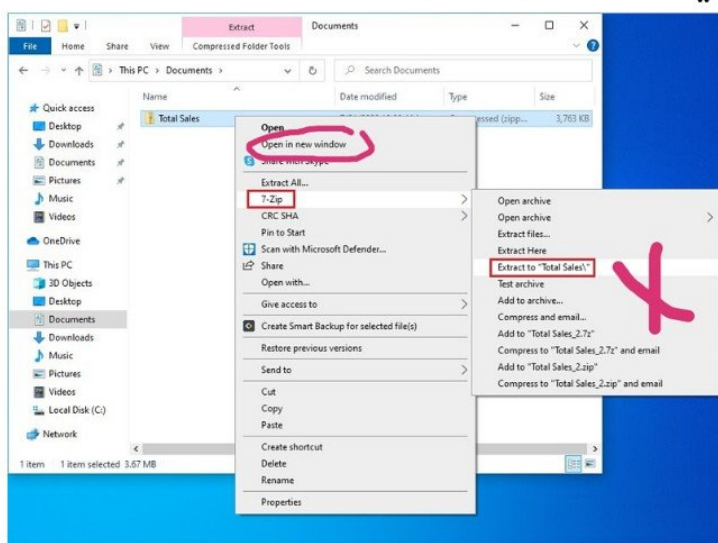 Extract
Documents
File
Home
Share
View
Compressed Folder Tools
This PC > Documents >
Search Documents
Name
Date modified
Type
Size
Quick access
Desktop
Downloads
Documents
Pictures
Music
Videos
OneDrive
This PC
3D Objects
Desktop
Documents
Downloads
Music
Pictures
Videos
Local Disk (C:)
Network
Total Sales
3,763 KB
Open
Open in new window
Share with Skype
Extract All...
7-Zip
CRC SHA
Pin to Start
Scan with Microsoft Defender...
Share
Open with...
Give access to
Create Smart Backup for selected file(s)
Restore previous versions
Send to
Cut
Copy
Paste
Create shortcut
Delete
Rename
Properties
Open archive
Open archive
Extract files...
Extract Here
Extract to "Total Sales\"
Test archive
Add to archive...
Compress and email...
Add to "Total Sales_2.7z"
Compress to "Total Sales_2.7z" and email
Add to "Total Sales_2.zip"
Compress to "Total Sales_2.zip" and email
1 item
1 item selected 3.67 MB